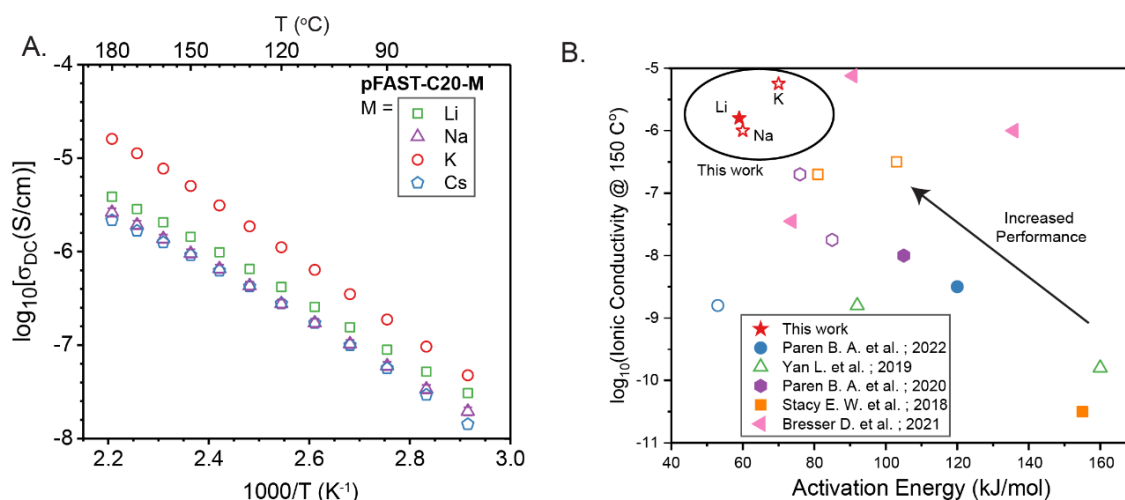 A.
T (°C)
180 150 120 90
-4
-5
-6
-7
-8
log10[σDC(S/cm)]
pFAST-C20-M
M =
Li
Na
K
Cs
2.2 2.4 2.6 2.8 3.0
1000/T (K-1)
B.
-5
-6
-7
-8
-9
-10
-11
log10(Ionic Conductivity @ 150 C°)
K
Li
Na
This work
Increased
Performance
This work
Paren B. A. et al. ; 2022
Yan L. et al. ; 2019
Paren B. A. et al. ; 2020
Stacy E. W. et al. ; 2018
Bresser D. et al. ; 2021
40 60 80 100 120 140 160
Activation Energy (kJ/mol)